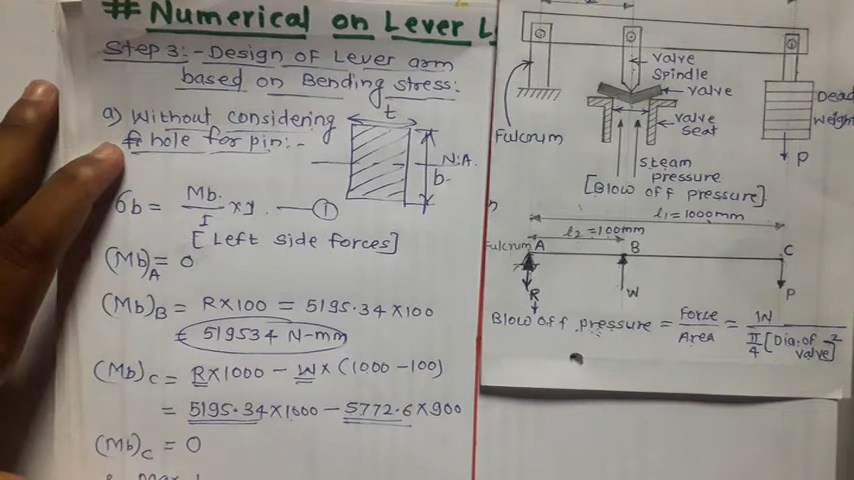 # Numerical on Lever L
Step 3:- Design of Lever arm
based on Bending stress:
a) Without considering
hole for pin:-
t
N.A.
b
σb = Mb/I × y. — ①
[Left side forces]
(Mb)A = 0
(Mb)B = R×100 = 5195.34×100
= 519534 N-mm
(Mb)C = R×1000 - W×(1000-100)
= 5195.34×1000 - 5772.6×900
(Mb)C = 0
valve
spindle
valve
valve
seat
Dead
Weight
Fulcrum
steam
pressure
[Blow off pressure]
P
l1=1000mm
l2=100mm
Fulcrum A
B
C
R
W
P
Blow off pressure = Force/Area = W/(π/4 [Dia. of valve]²)